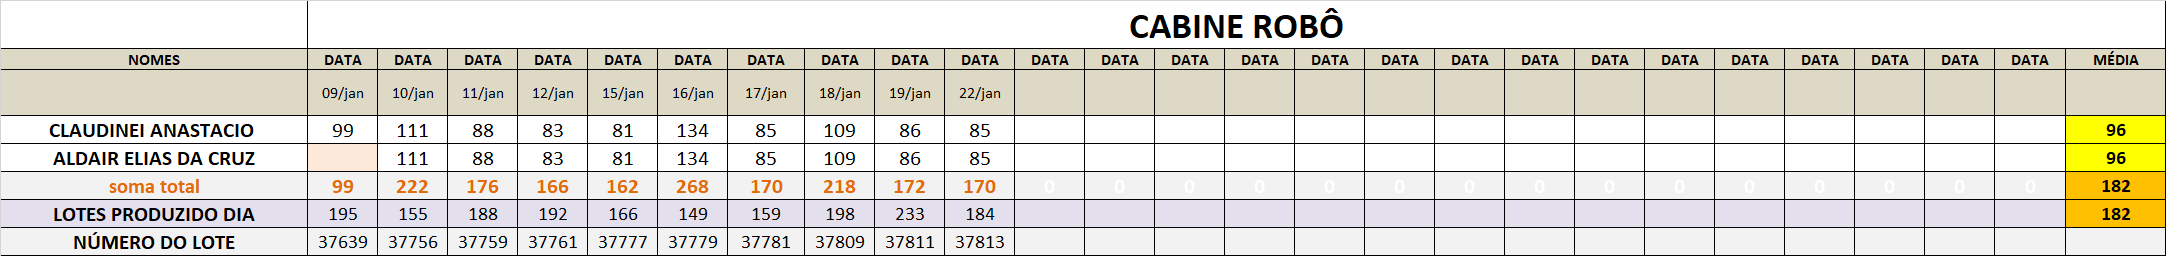 CABINE ROBÔ
NOMES DATA DATA DATA DATA DATA DATA DATA DATA DATA DATA DATA DATA DATA DATA DATA DATA DATA DATA DATA DATA DATA DATA DATA DATA DATA MÉDIA
09/jan 10/jan 11/jan 12/jan 15/jan 16/jan 17/jan 18/jan 19/jan 22/jan
CLAUDINEI ANASTACIO 99 111 88 83 81 134 85 109 86 85 96
ALDAIR ELIAS DA CRUZ 111 88 83 81 134 85 109 86 85 96
soma total 99 222 176 166 162 268 170 218 172 170 0 0 0 0 0 0 0 0 0 0 0 0 0 0 0 182
LOTES PRODUZIDO DIA 195 155 188 192 166 149 159 198 233 184 182
NÚMERO DO LOTE 37639 37756 37759 37761 37777 37779 37781 37809 37811 37813